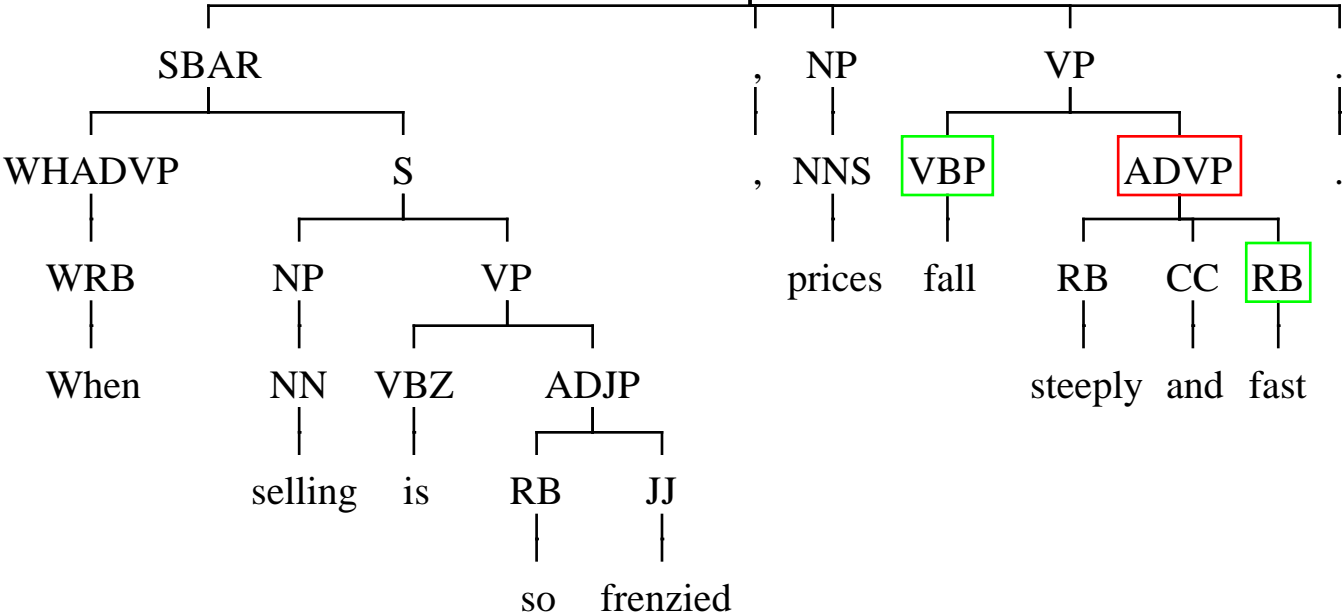 SBAR , NP VP .
WHADVP S , NNS VBP ADVP .
WRB NP VP prices fall RB CC RB
When NN VBZ ADJP steeply and fast
selling is RB JJ
so frenzied